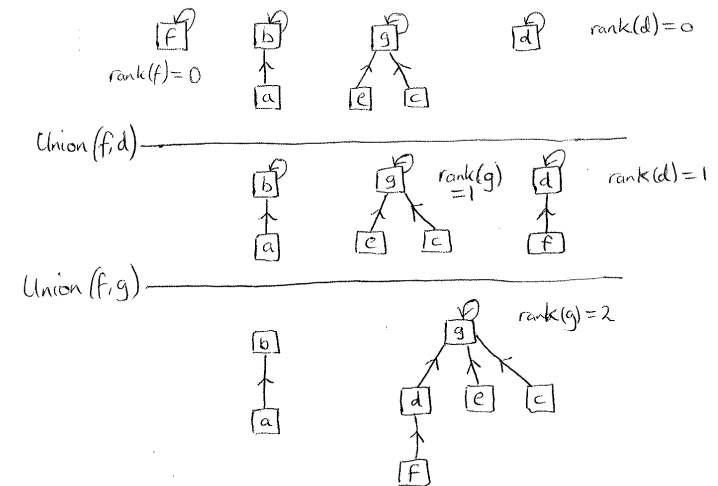 f b g d rank(d)=0
rank(f)=0
a e c
Union(f,d)
b g rank(g) =1 d rank(d)=1
a e c f
Union(f,g)
g rank(g)=2
b
d e c
a
f